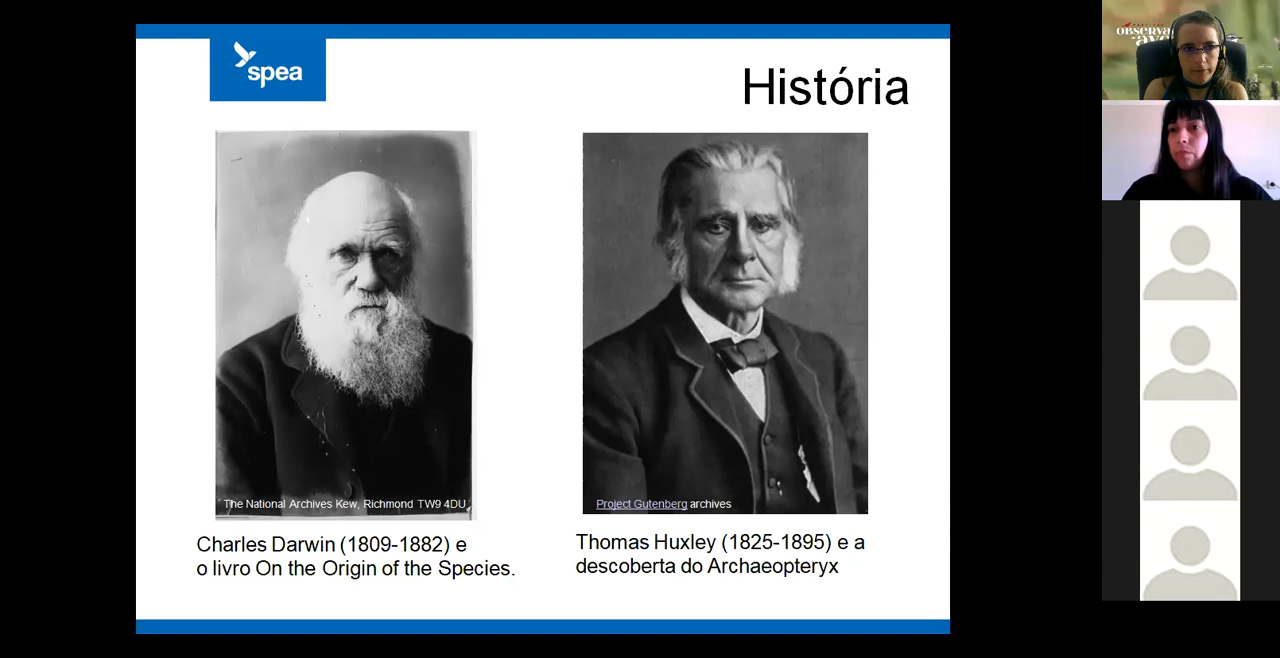 spea
História
The National Archives Kew, Richmond TW9 4DU
Project Gutenberg archives
Charles Darwin (1809-1882) e
o livro On the Origin of the Species.
Thomas Huxley (1825-1895) e a
descoberta do Archaeopteryx